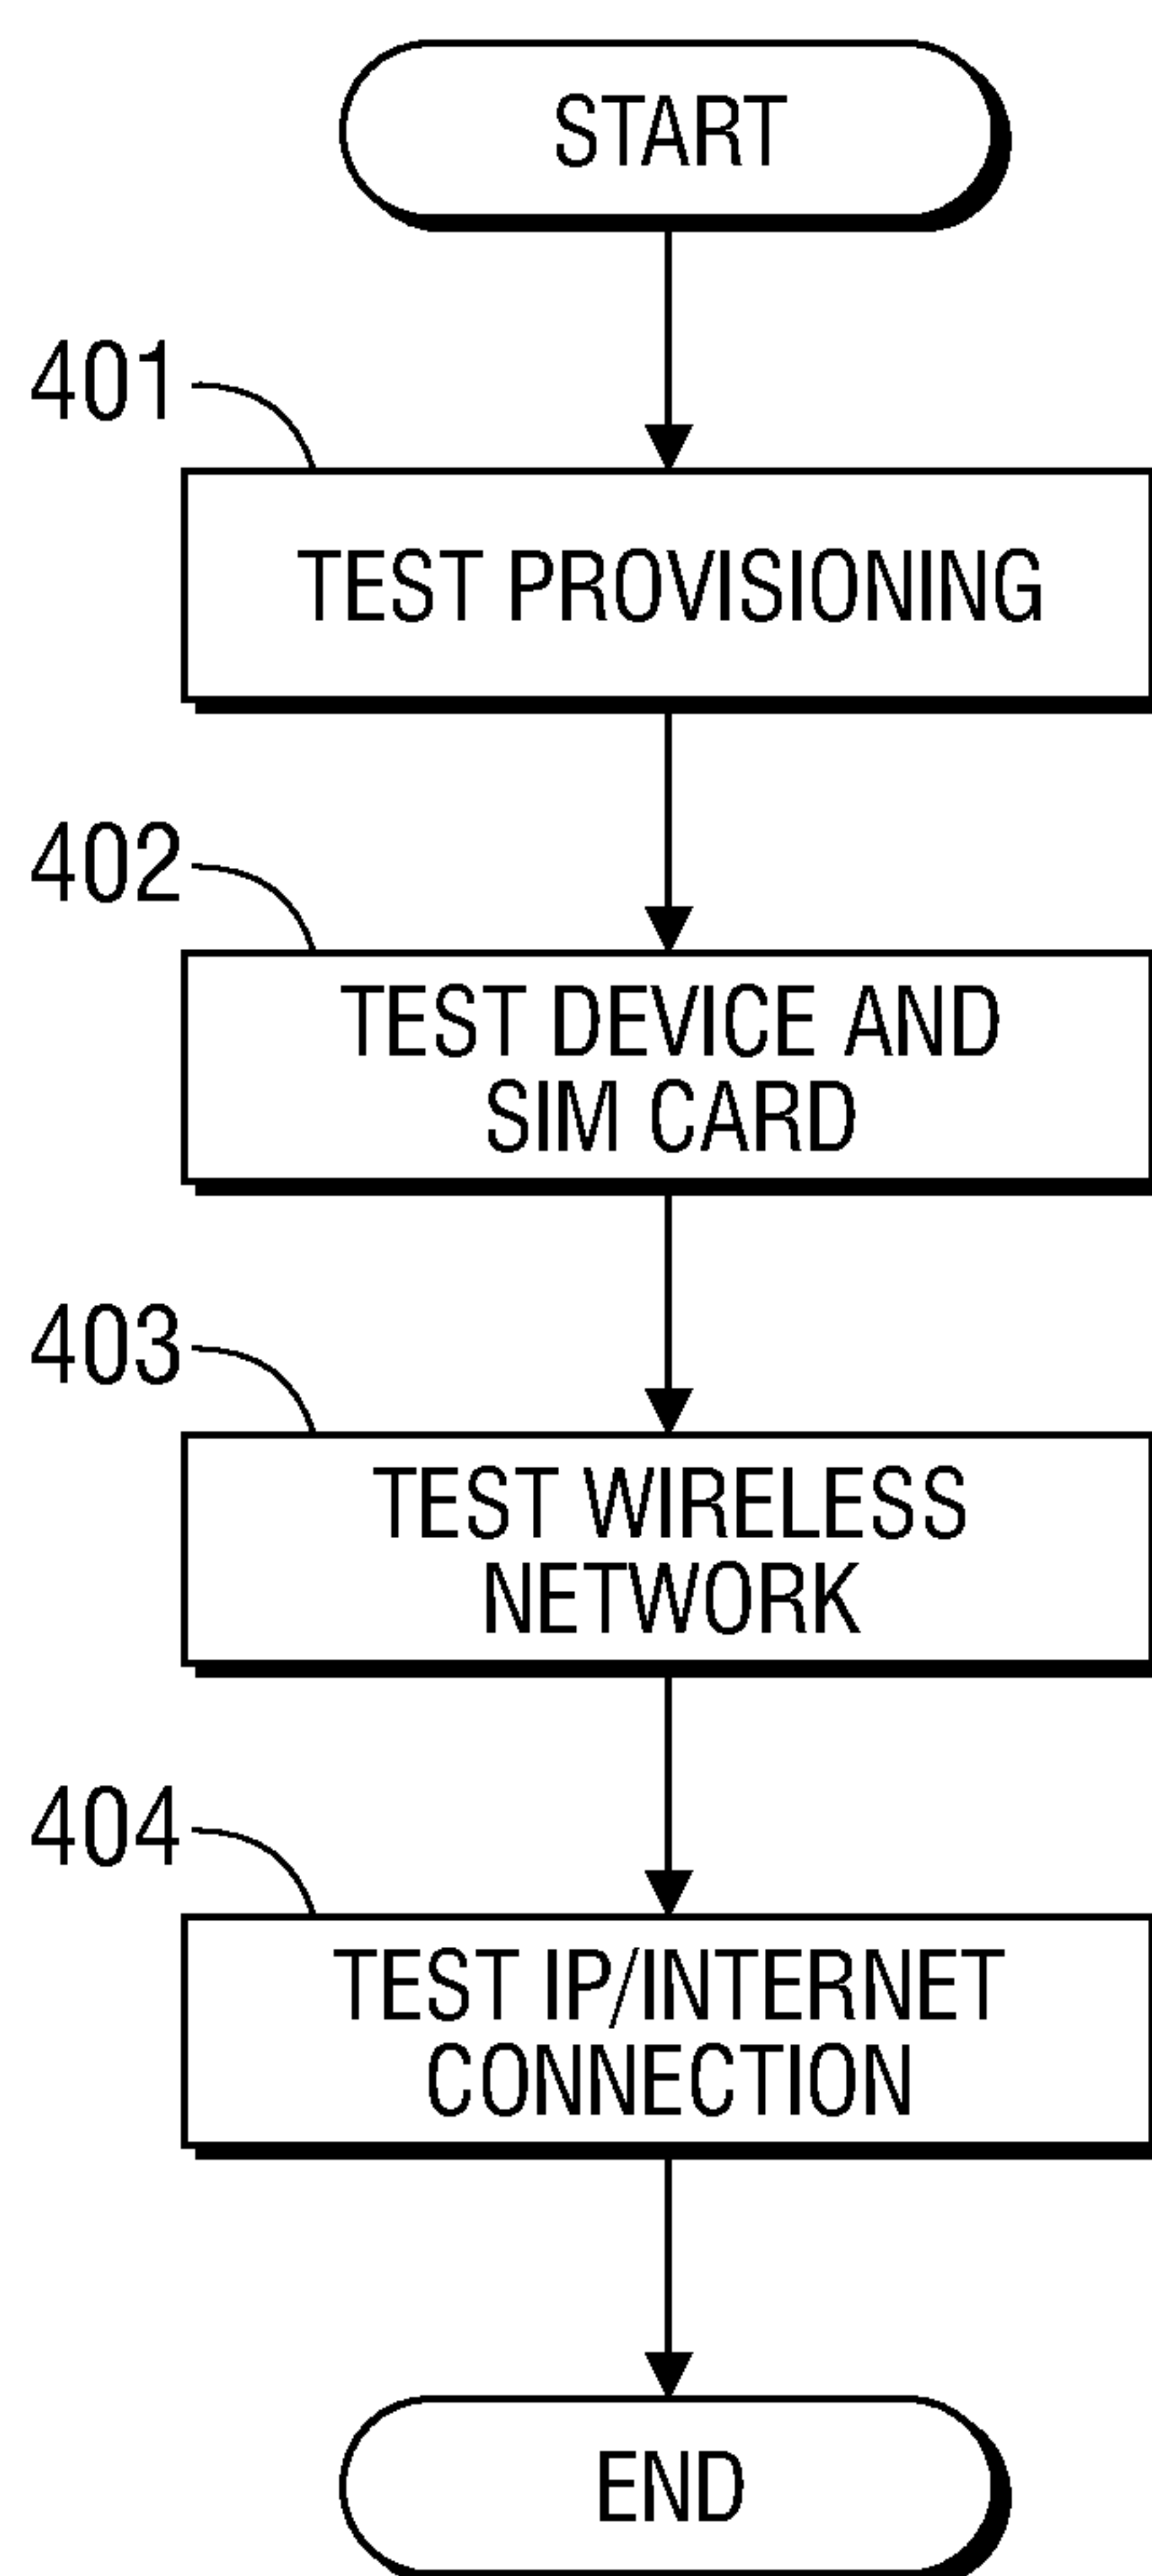 START
401
TEST PROVISIONING
402
TEST DEVICE AND
SIM CARD
403
TEST WIRELESS
NETWORK
404
TEST IP/INTERNET
CONNECTION
END